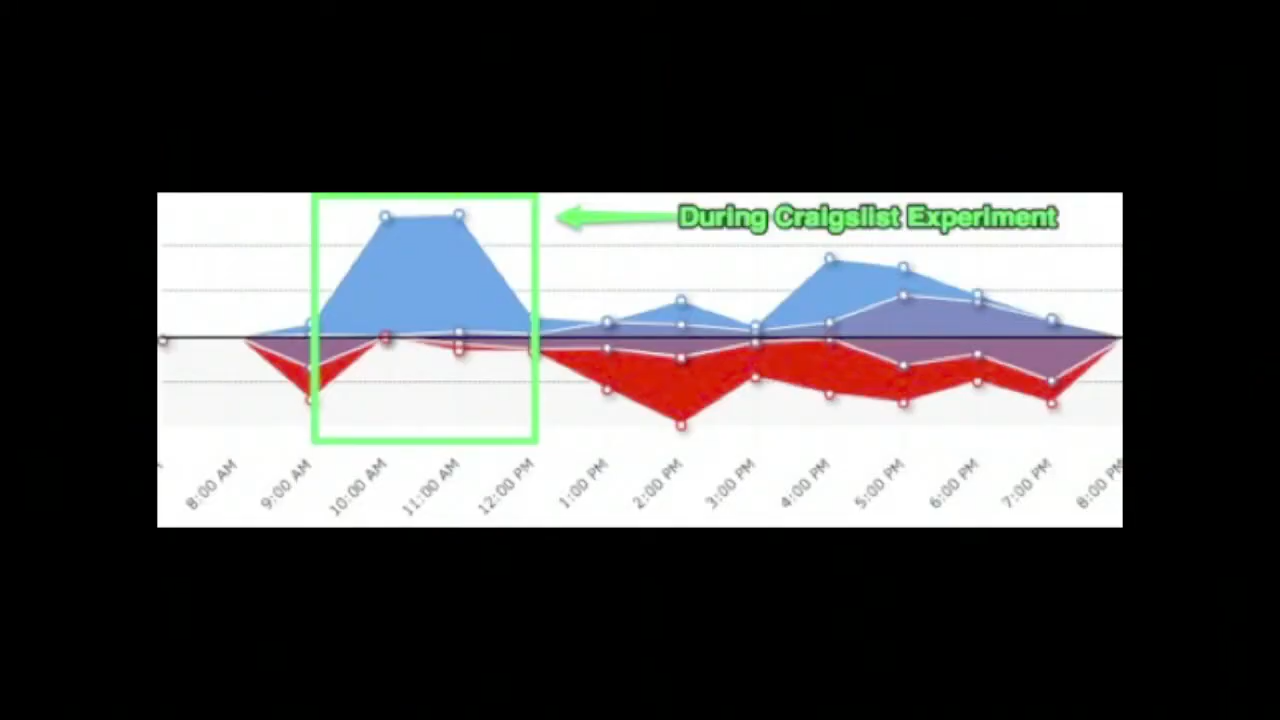 During Craigslist Experiment
8:00 AM
9:00 AM
10:00 AM
11:00 AM
12:00 PM
1:00 PM
2:00 PM
3:00 PM
4:00 PM
5:00 PM
6:00 PM
7:00 PM
8:00 PM